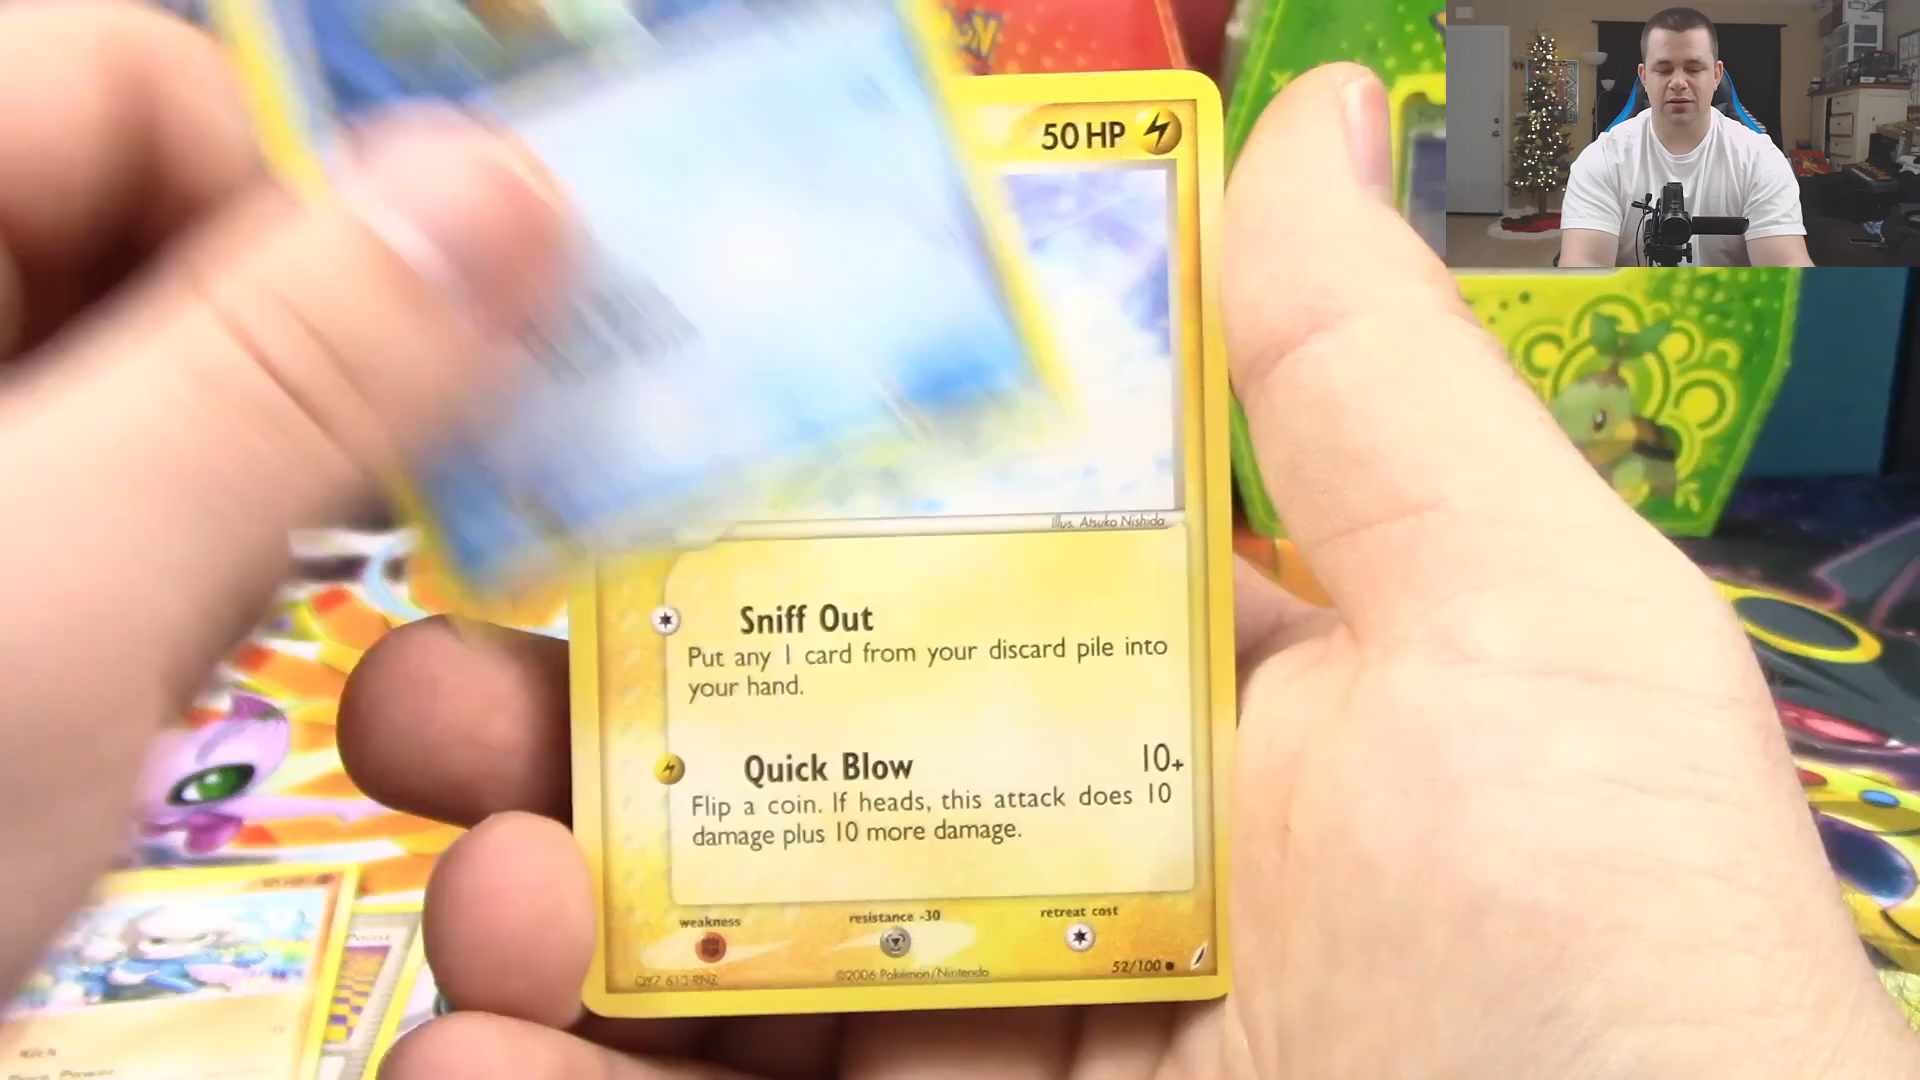 50 HP
Illus. Atsuko Nishida
Sniff Out
Put any 1 card from your discard pile into
your hand.
Quick Blow 10+
Flip a coin. If heads, this attack does 10
damage plus 10 more damage.
weakness resistance -30 retreat cost
©2006 Pokémon/Nintendo 52/100